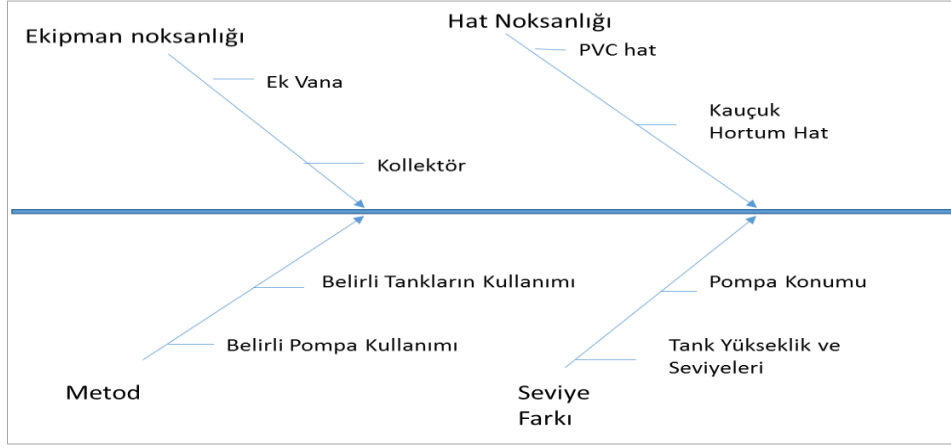 Ekipman noksanlığı
Ek Vana
Kollektör
Hat Noksanlığı
PVC hat
Kauçuk
Hortum Hat
Belirli Tankların Kullanımı
Belirli Pompa Kullanımı
Metod
Pompa Konumu
Tank Yükseklik ve
Seviyeleri
Seviye
Farkı